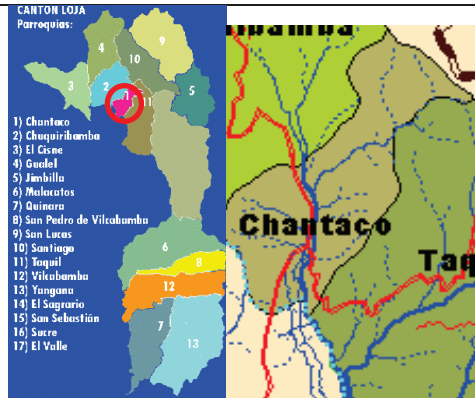 CANTON LOJA
Parroquias:
4
9
10
3
2
1
11
5
1) Chantaco
2) Chuquiribamba
3) El Cisne
4) Gualel
5) Jimbilla
6) Malacatos
7) Quinara
8) San Pedro de Vilcabamba
9) San Lucas
10) Santiago
11) Taquil
12) Vilcabamba
13) Yangana
14) El Sagrario
15) San Sebastián
16) Sucre
17) El Valle
6
8
12
7
13
Chantaco